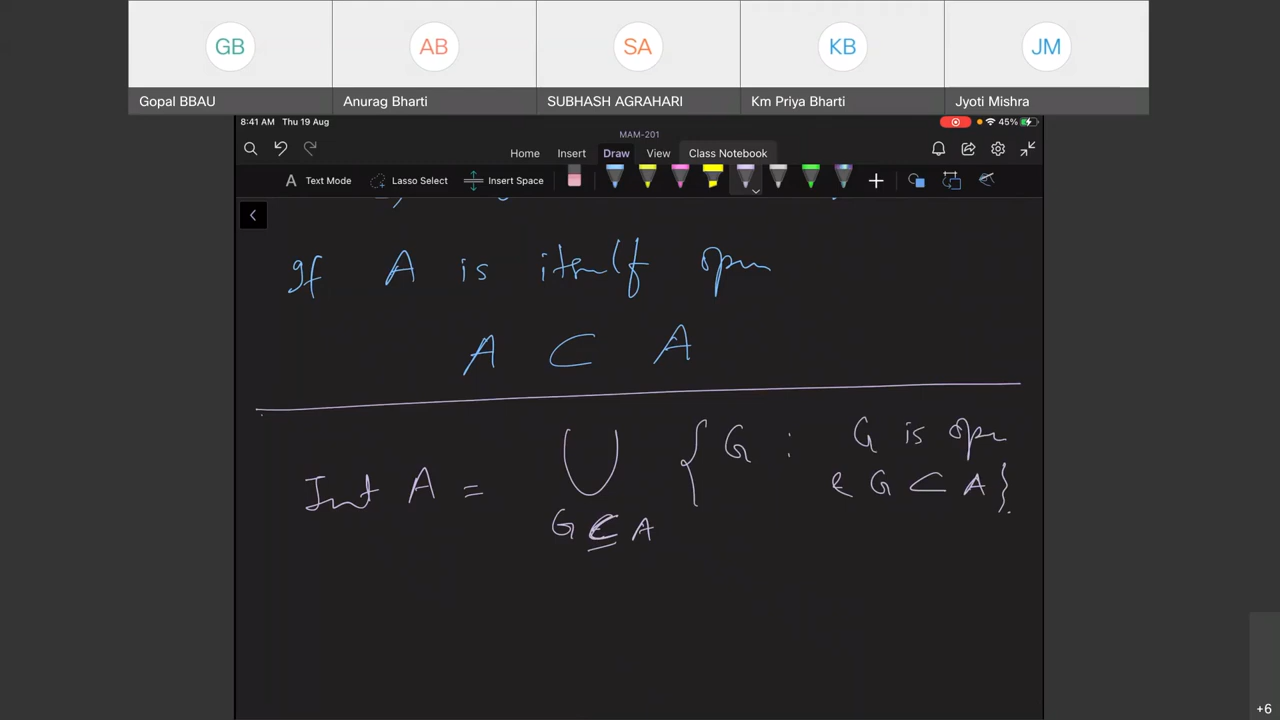 GB AB SA KB JM
Gopal BBAU Anurag Bharti SUBHASH AGRAHARI Km Priya Bharti Jyoti Mishra
8:41 AM Thu 19 Aug 45%
MAM-201
Home Insert Draw View Class Notebook
A Text Mode Lasso Select Insert Space
If A is itself open
A ⊂ A
Int A = ⋃ { G : G is open
G ⊆ A & G ⊂ A }.
+6